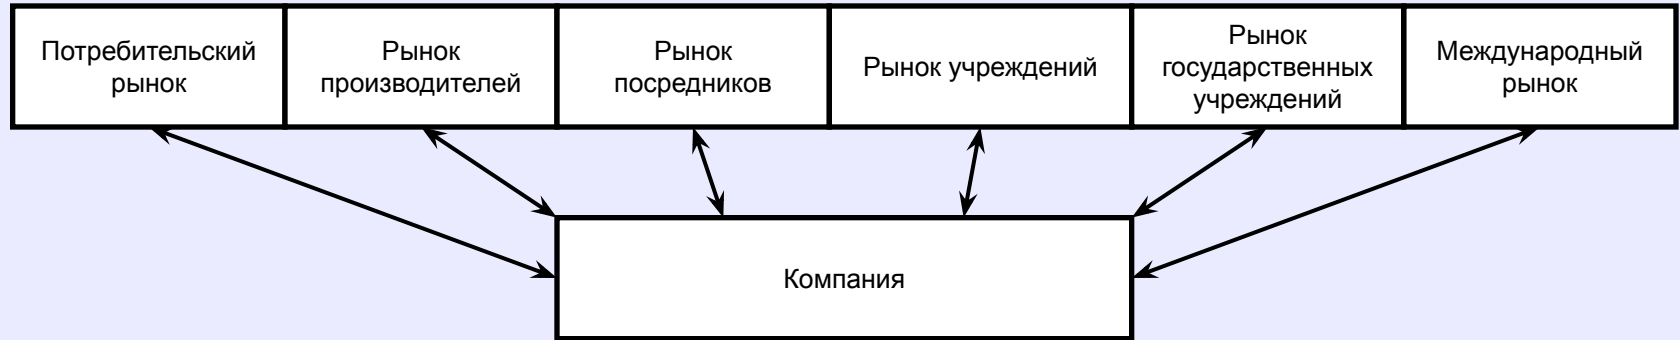 Потребительский
рынок
Рынок
производителей
Рынок
посредников
Рынок учреждений
Рынок
государственных
учреждений
Международный
рынок
Компания